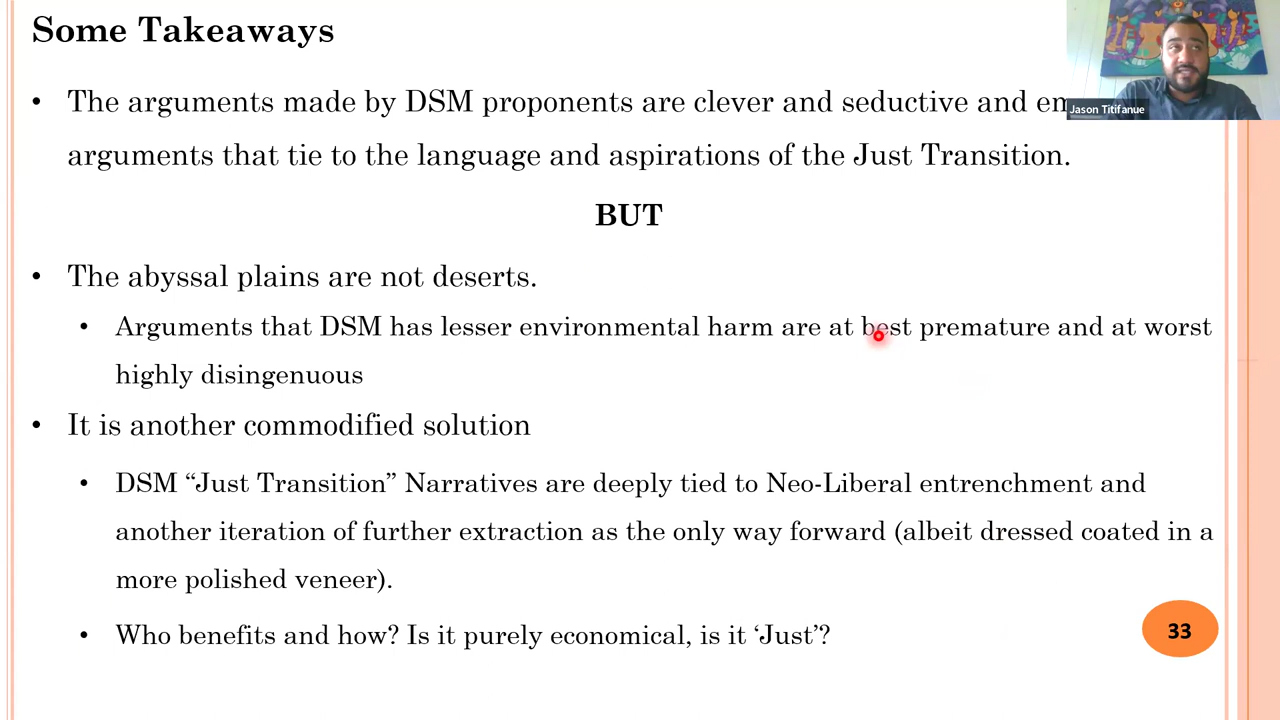 Some Takeaways
• The arguments made by DSM proponents are clever and seductive and
Jason Titifanue
arguments that tie to the language and aspirations of the Just Transition.
BUT
• The abyssal plains are not deserts.
• Arguments that DSM has lesser environmental harm are at best premature and at worst
highly disingenuous
• It is another commodified solution
• DSM “Just Transition” Narratives are deeply tied to Neo-Liberal entrenchment and
another iteration of further extraction as the only way forward (albeit dressed coated in a
more polished veneer).
• Who benefits and how? Is it purely economical, is it ‘Just’?
33